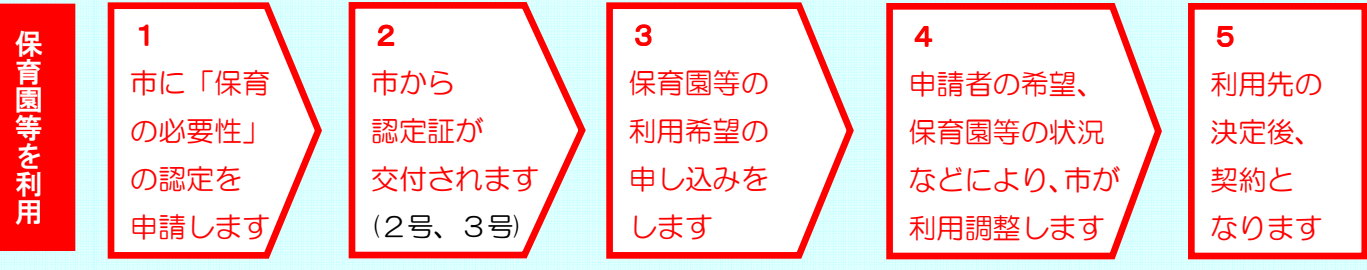 保育園等を利用
1
市に「保育
の必要性」
の認定を
申請します
2
市から
認定証が
交付されます
(2号、3号)
3
保育園等の
利用希望の
申し込みを
します
4
申請者の希望、
保育園等の状況
などにより、市が
利用調整します
5
利用先の
決定後、
契約と
なります